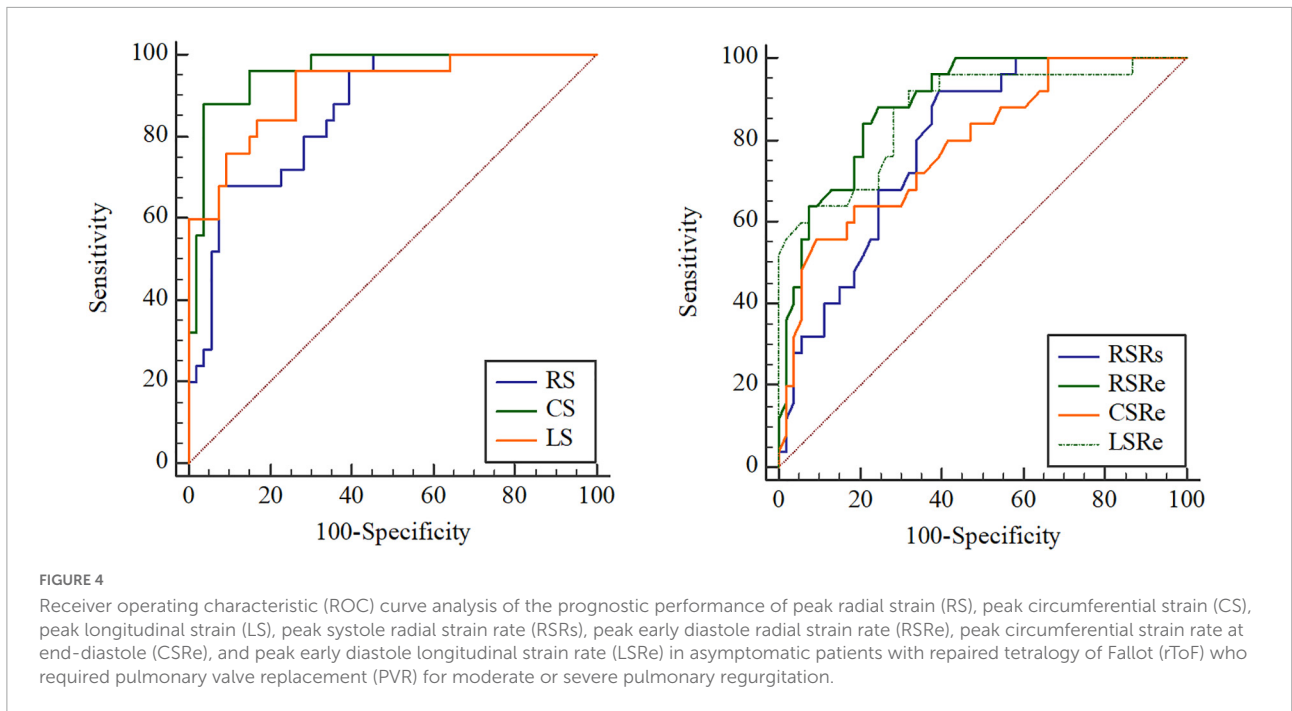 100
80
60
40
20
0
Sensitivity
0 20 40 60 80 100
100-Specificity
RS
CS
LS
100
80
60
40
20
0
Sensitivity
0 20 40 60 80 100
100-Specificity
RSRs
RSRe
CSRe
LSRe
FIGURE 4
Receiver operating characteristic (ROC) curve analysis of the prognostic performance of peak radial strain (RS), peak circumferential strain (CS),
peak longitudinal strain (LS), peak systole radial strain rate (RSRs), peak early diastole radial strain rate (RSRe), peak circumferential strain rate at
end-diastole (CSRe), and peak early diastole longitudinal strain rate (LSRe) in asymptomatic patients with repaired tetralogy of Fallot (rToF) who
required pulmonary valve replacement (PVR) for moderate or severe pulmonary regurgitation.